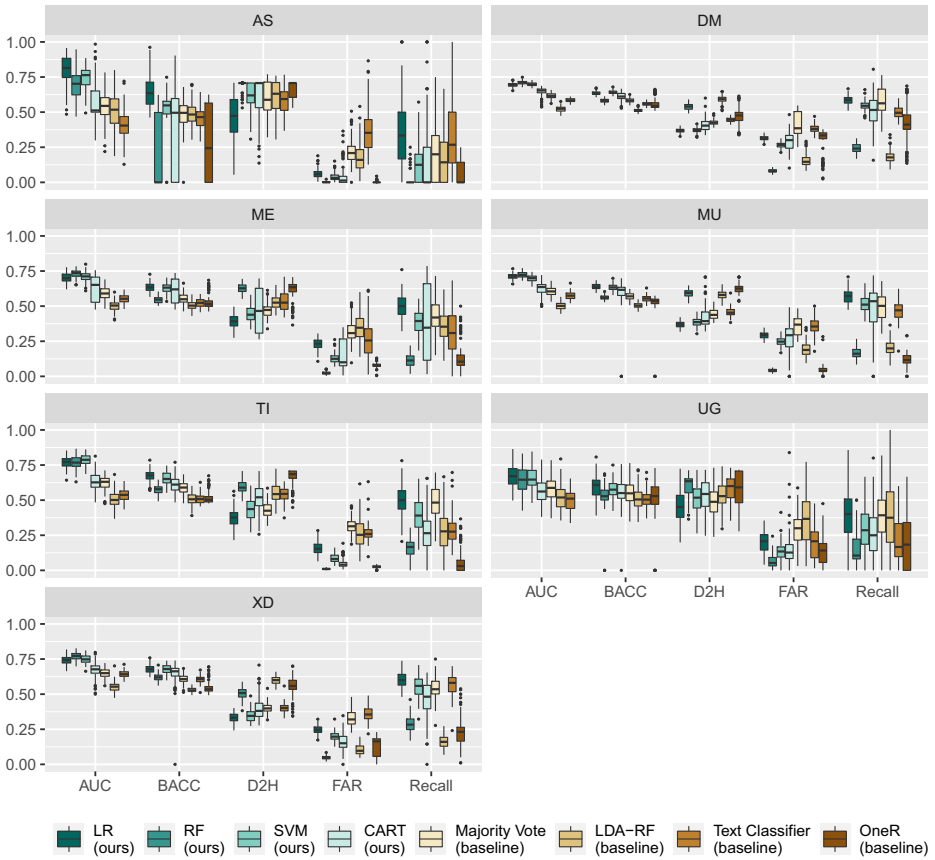 AS
DM
1.00
0.75
0.50
0.25
0.00
ME
MU
1.00
0.75
0.50
0.25
0.00
TI
UG
1.00
0.75
0.50
0.25
0.00
AUC BACC D2H FAR Recall
XD
1.00
0.75
0.50
0.25
0.00
AUC BACC D2H FAR Recall
LR (ours)
RF (ours)
SVM (ours)
CART (ours)
Majority Vote (baseline)
LDA−RF (baseline)
Text Classifier (baseline)
OneR (baseline)